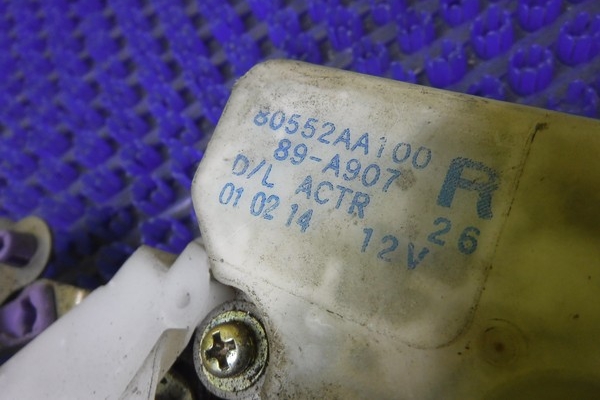 80552AA100
89-A907
D/L ACTR R
01 02 14 12V 26